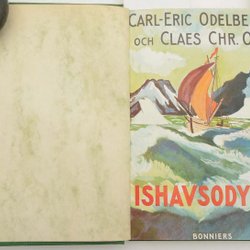 CARL-ERIC ODELBE
OCH CLAES CHR. O
ISHAVSODY
BONNIERS